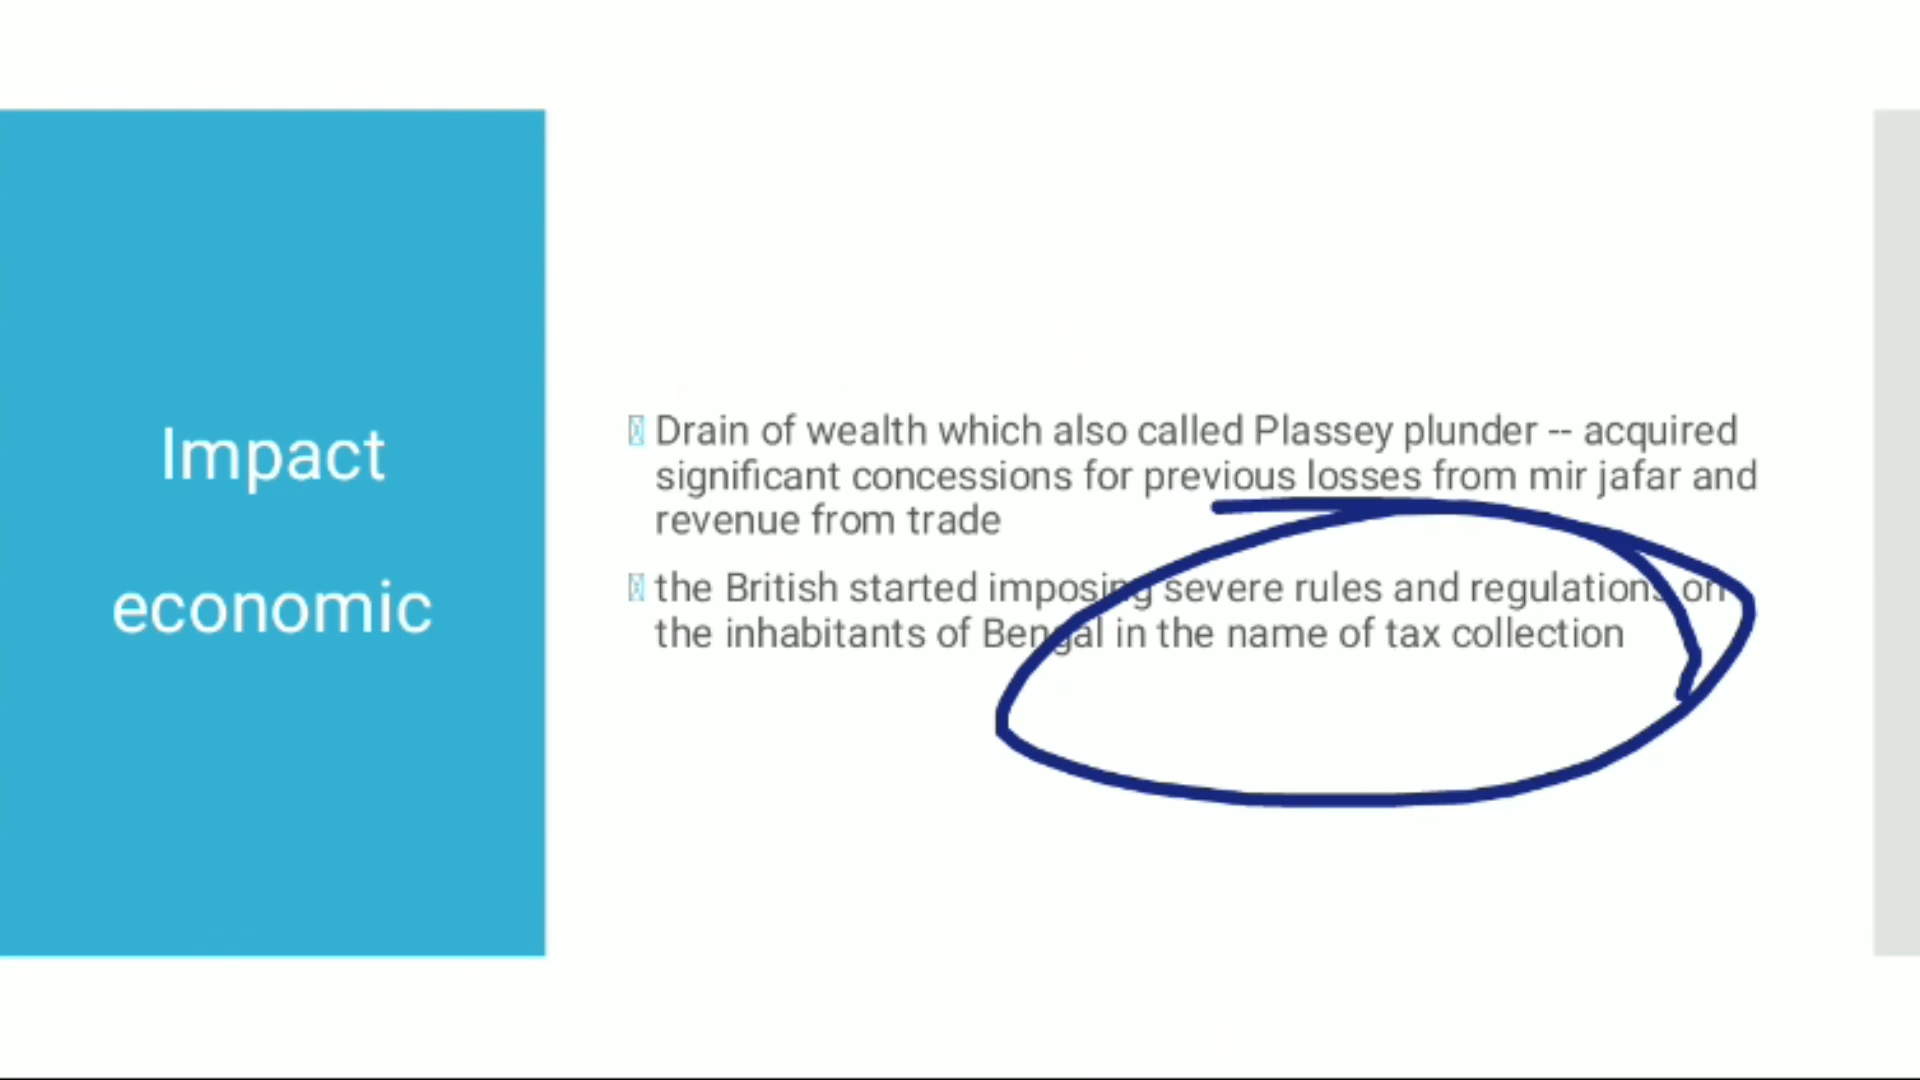 Impact
economic
Drain of wealth which also called Plassey plunder -- acquired
significant concessions for previous losses from mir jafar and
revenue from trade
the British started imposing severe rules and regulations on
the inhabitants of Bengal in the name of tax collection